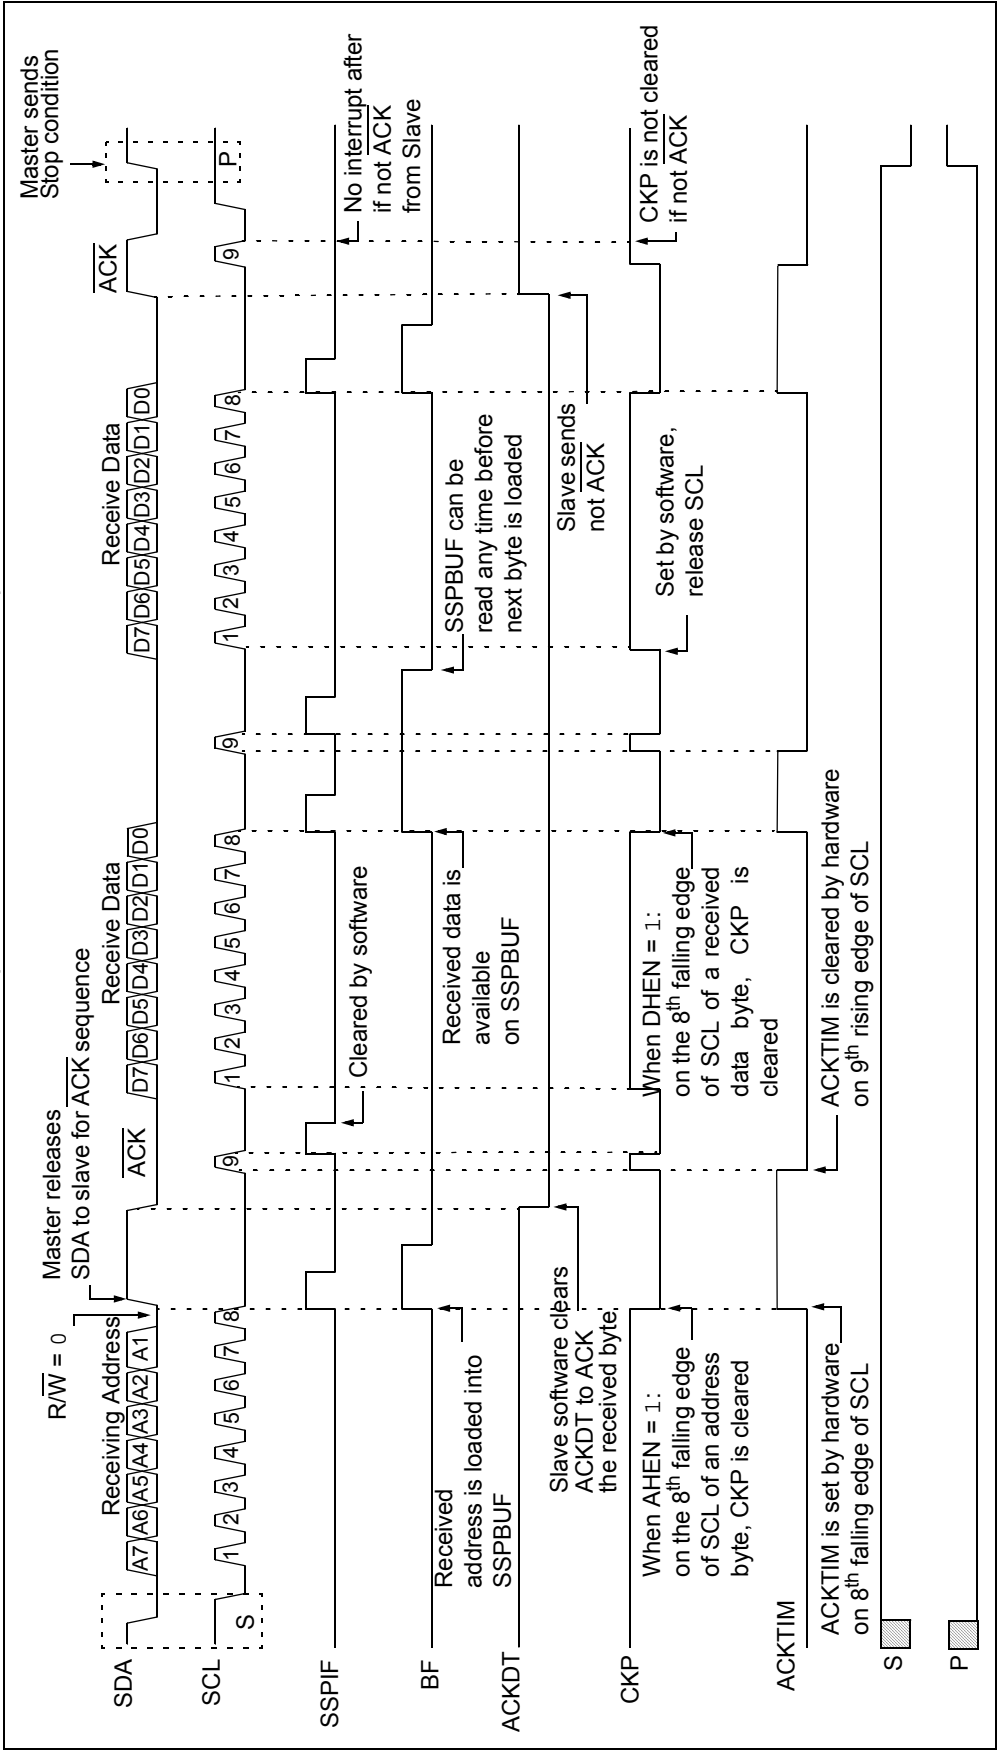 Master sends
Stop condition
Master releases
SDA to slave for ACK sequence
R/W = 0
Receiving Address
ACK
Receive Data
Receive Data
ACK
SDA
A7 A6 A5 A4 A3 A2 A1
D7 D6 D5 D4 D3 D2 D1 D0
D7 D6 D5 D4 D3 D2 D1 D0
SCL
S
1 2 3 4 5 6 7 8 9
1 2 3 4 5 6 7 8 9
1 2 3 4 5 6 7 8 9
P
SSPIF
Cleared by software
No interrupt after
if not ACK
from Slave
BF
Received
address is loaded into
SSPBUF
Received data is
available
on SSPBUF
SSPBUF can be
read any time before
next byte is loaded
ACKDT
Slave software clears
ACKDT to ACK
the received byte
Slave sends
not ACK
CKP
When AHEN = 1:
on the 8th falling edge
of SCL of an address
byte, CKP is cleared
When DHEN = 1:
on the 8th falling edge
of SCL of a received
data byte, CKP is
cleared
Set by software,
release SCL
CKP is not cleared
if not ACK
ACKTIM
ACKTIM is set by hardware
on 8th falling edge of SCL
ACKTIM is cleared by hardware
on 9th rising edge of SCL
S
P